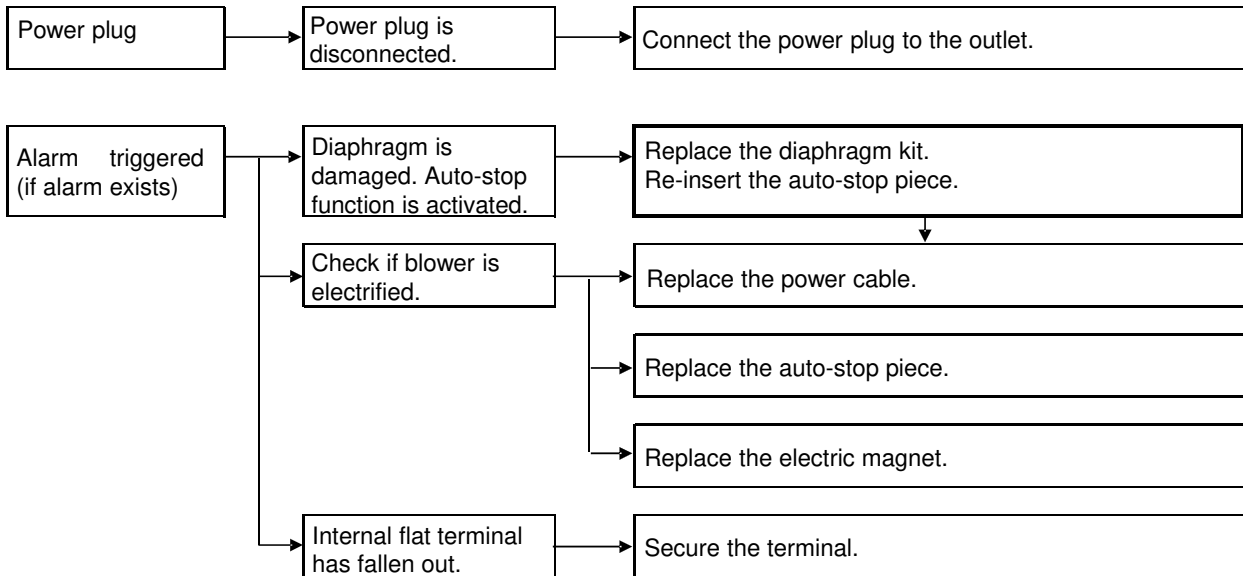 Power plug
Power plug is
disconnected.
Connect the power plug to the outlet.
Alarm triggered
(if alarm exists)
Diaphragm is
damaged. Auto-stop
function is activated.
Replace the diaphragm kit.
Re-insert the auto-stop piece.
Check if blower is
electrified.
Replace the power cable.
Replace the auto-stop piece.
Replace the electric magnet.
Internal flat terminal
has fallen out.
Secure the terminal.